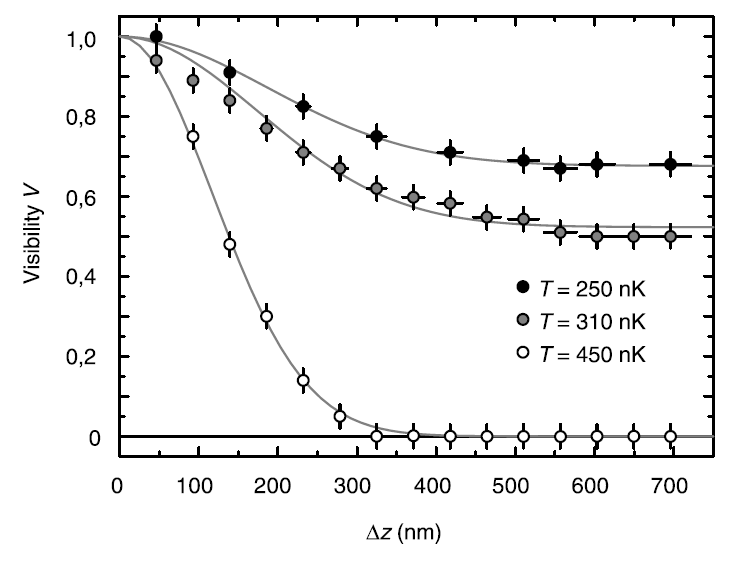 1,0
0,8
0,6
0,4
0,2
0
Visibility V
T = 250 nK
T = 310 nK
T = 450 nK
0 100 200 300 400 500 600 700
Δz (nm)